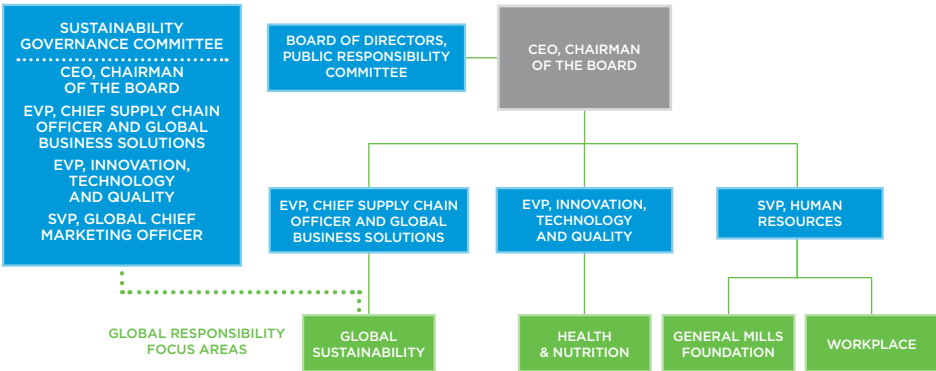 SUSTAINABILITY
GOVERNANCE COMMITTEE
CEO, CHAIRMAN
OF THE BOARD
EVP, CHIEF SUPPLY CHAIN
OFFICER AND GLOBAL
BUSINESS SOLUTIONS
EVP, INNOVATION,
TECHNOLOGY
AND QUALITY
SVP, GLOBAL CHIEF
MARKETING OFFICER
BOARD OF DIRECTORS,
PUBLIC RESPONSIBILITY
COMMITTEE
CEO, CHAIRMAN
OF THE BOARD
EVP, CHIEF SUPPLY CHAIN
OFFICER AND GLOBAL
BUSINESS SOLUTIONS
EVP, INNOVATION,
TECHNOLOGY
AND QUALITY
SVP, HUMAN
RESOURCES
GLOBAL RESPONSIBILITY
FOCUS AREAS
GLOBAL
SUSTAINABILITY
HEALTH
& NUTRITION
GENERAL MILLS
FOUNDATION
WORKPLACE